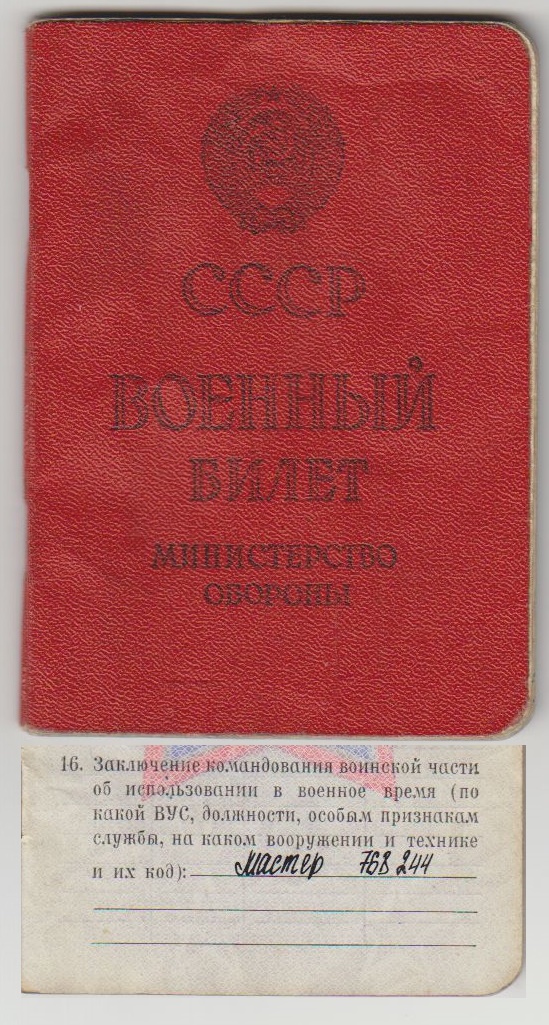 СССР
ВОЕННЫЙ
БИЛЕТ
МИНИСТЕРСТВО
ОБОРОНЫ
16. Заключение командования воинской части
об использовании в военное время (по
какой ВУС, должности, особым признакам
службы, на каком вооружении и технике
и их код): мастер 76В 244